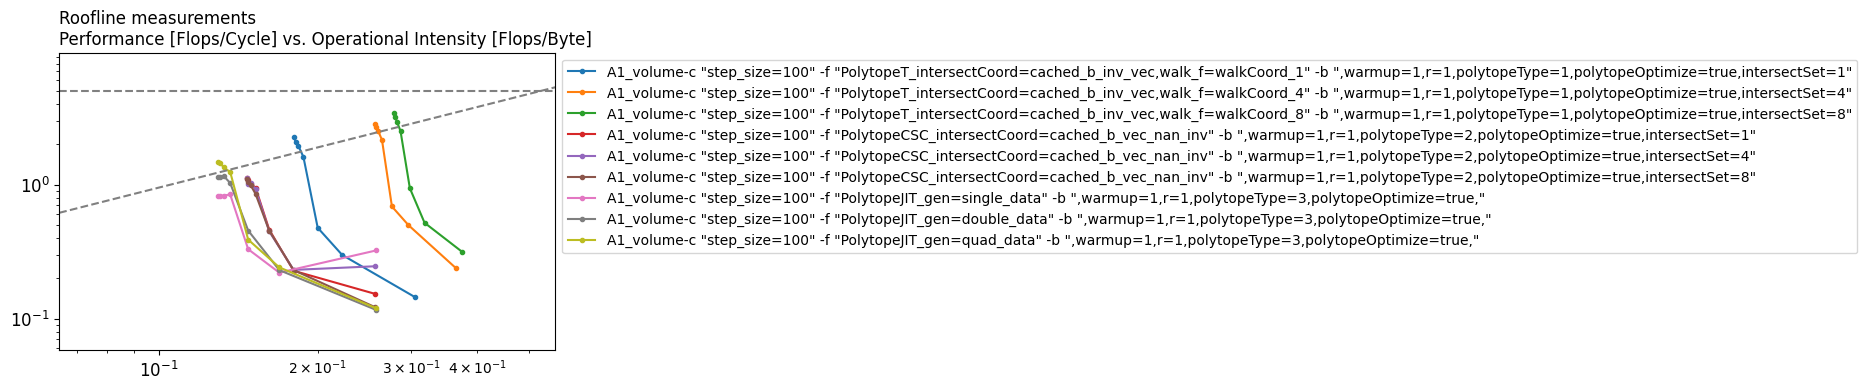 Roofline measurements
Performance [Flops/Cycle] vs. Operational Intensity [Flops/Byte]
A1_volume-c "step_size=100" -f "PolytopeT_intersectCoord=cached_b_inv_vec,walk_f=walkCoord_1" -b ",warmup=1,r=1,polytopeType=1,polytopeOptimize=true,intersectSet=1"
A1_volume-c "step_size=100" -f "PolytopeT_intersectCoord=cached_b_inv_vec,walk_f=walkCoord_4" -b ",warmup=1,r=1,polytopeType=1,polytopeOptimize=true,intersectSet=4"
A1_volume-c "step_size=100" -f "PolytopeT_intersectCoord=cached_b_inv_vec,walk_f=walkCoord_8" -b ",warmup=1,r=1,polytopeType=1,polytopeOptimize=true,intersectSet=8"
A1_volume-c "step_size=100" -f "PolytopeCSC_intersectCoord=cached_b_vec_nan_inv" -b ",warmup=1,r=1,polytopeType=2,polytopeOptimize=true,intersectSet=1"
A1_volume-c "step_size=100" -f "PolytopeCSC_intersectCoord=cached_b_vec_nan_inv" -b ",warmup=1,r=1,polytopeType=2,polytopeOptimize=true,intersectSet=4"
A1_volume-c "step_size=100" -f "PolytopeCSC_intersectCoord=cached_b_vec_nan_inv" -b ",warmup=1,r=1,polytopeType=2,polytopeOptimize=true,intersectSet=8"
A1_volume-c "step_size=100" -f "PolytopeJIT_gen=single_data" -b ",warmup=1,r=1,polytopeType=3,polytopeOptimize=true,"
A1_volume-c "step_size=100" -f "PolytopeJIT_gen=double_data" -b ",warmup=1,r=1,polytopeType=3,polytopeOptimize=true,"
A1_volume-c "step_size=100" -f "PolytopeJIT_gen=quad_data" -b ",warmup=1,r=1,polytopeType=3,polytopeOptimize=true,"
10⁰
10⁻¹
10⁻¹ 2 × 10⁻¹ 3 × 10⁻¹ 4 × 10⁻¹